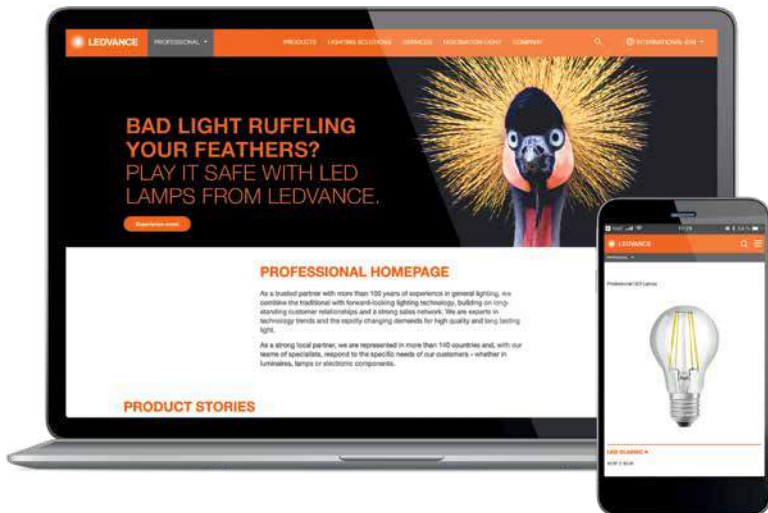 LEDVANCE PROFESSIONAL PRODUCTS LIGHTING SOLUTIONS SERVICES COMPANY
BAD LIGHT RUFFLING
YOUR FEATHERS?
PLAY IT SAFE WITH LED
LAMPS FROM LEDVANCE.
PROFESSIONAL HOMEPAGE
As a trusted partner with more than 100 years of experience in general lighting, we
combine the traditional with forward-looking lighting technology, building on long-
standing customer relationships and a strong sales network. We are experts in
technology trends and the rapidly changing demands for high quality and long lasting
light.
As a strong local partner, we are represented in more than 140 countries and, with our
teams of specialists, respond to the specific needs of our customers - whether in
luminaires, lamps or electronic components.
PRODUCT STORIES
LEDVANCE
Professional LED Lamps
LED CLASSIC A